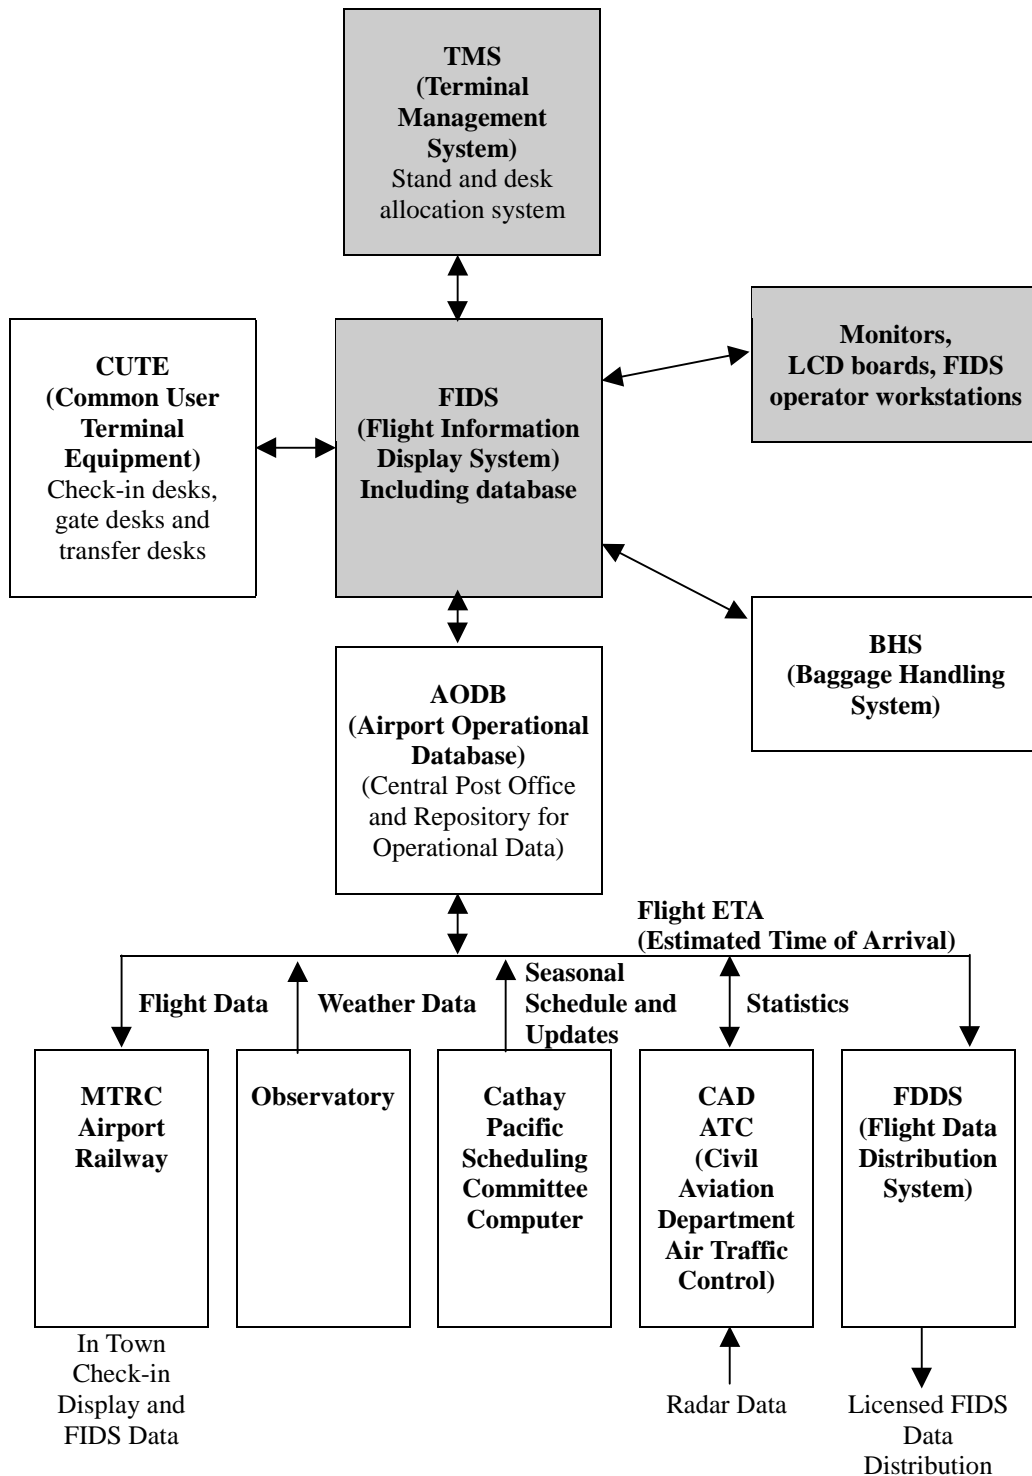 TMS
(Terminal
Management
System)
Stand and desk
allocation system
Monitors,
LCD boards, FIDS
operator workstations
CUTE
(Common User
Terminal
Equipment)
Check-in desks,
gate desks and
transfer desks
FIDS
(Flight Information
Display System)
Including database
BHS
(Baggage Handling
System)
AODB
(Airport Operational
Database)
(Central Post Office
and Repository for
Operational Data)
Flight ETA
(Estimated Time of Arrival)
Flight Data
Weather Data
Seasonal
Schedule and
Updates
Statistics
MTRC
Airport
Railway
Observatory
Cathay
Pacific
Scheduling
Committee
Computer
CAD
ATC
(Civil
Aviation
Department
Air Traffic
Control)
FDDS
(Flight Data
Distribution
System)
In Town
Check-in
Display and
FIDS Data
Radar Data
Licensed FIDS
Data
Distribution